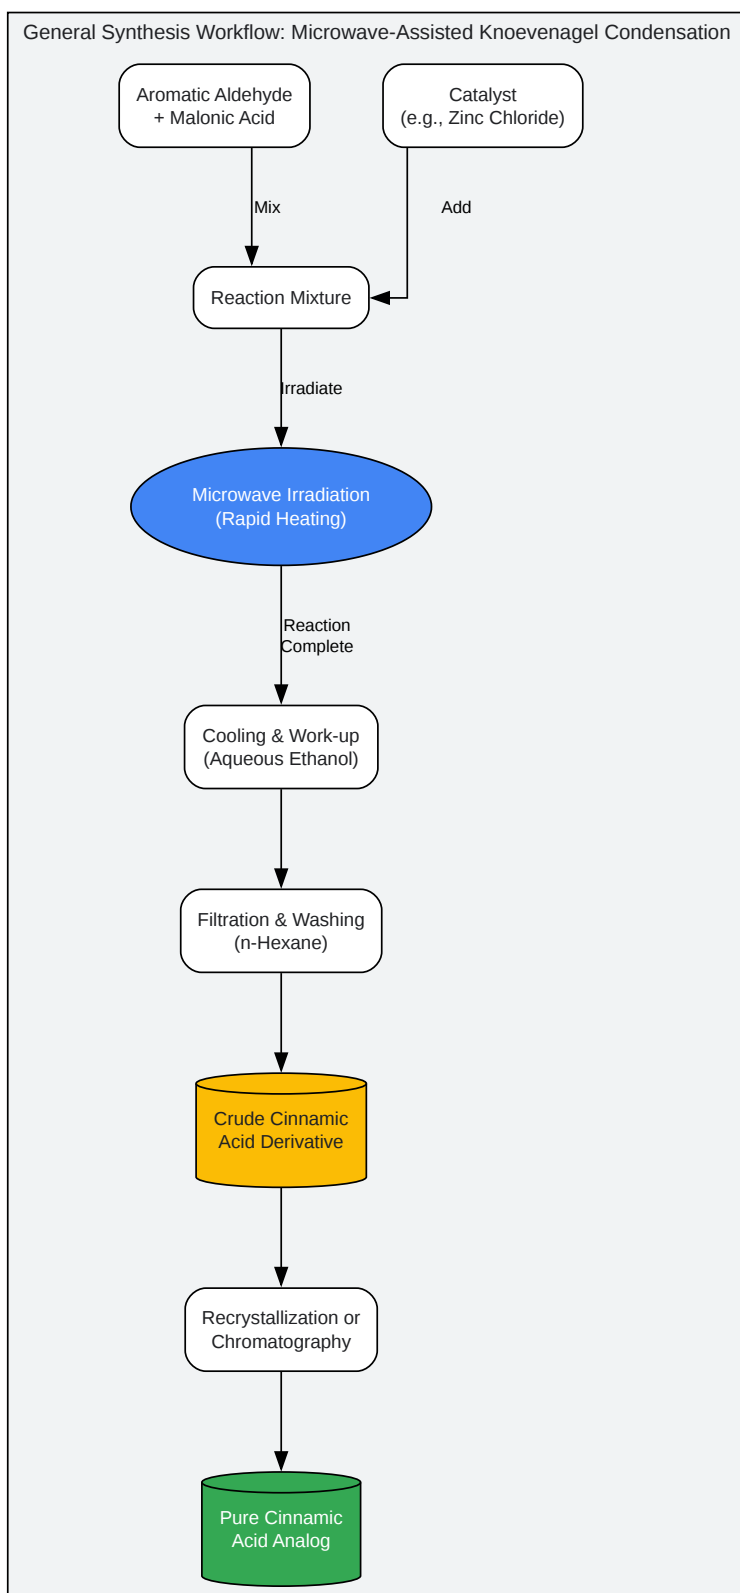 General Synthesis Workflow: Microwave-Assisted Knoevenagel Condensation
Aromatic Aldehyde
+ Malonic Acid
Catalyst
(e.g., Zinc Chloride)
Mix
Add
Reaction Mixture
Irradiate
Microwave Irradiation
(Rapid Heating)
Reaction
Complete
Cooling & Work-up
(Aqueous Ethanol)
Filtration & Washing
(n-Hexane)
Crude Cinnamic
Acid Derivative
Recrystallization or
Chromatography
Pure Cinnamic
Acid Analog